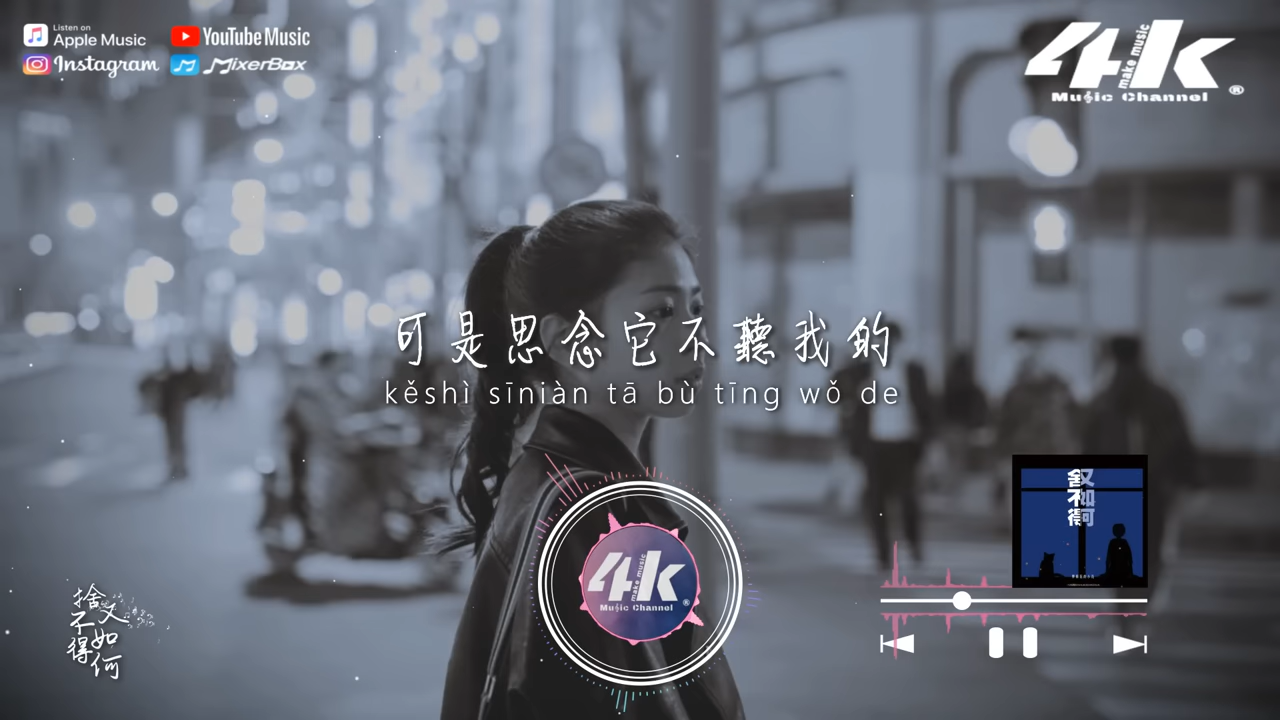 Listen on
Apple Music
YouTube Music
Instagram
MixerBox
4k
make music
Music Channel
®
可是思念它不聽我的
kěshì sīniàn tā bù tīng wǒ de
4k
make music
Music Channel
®
捨不得
又如何